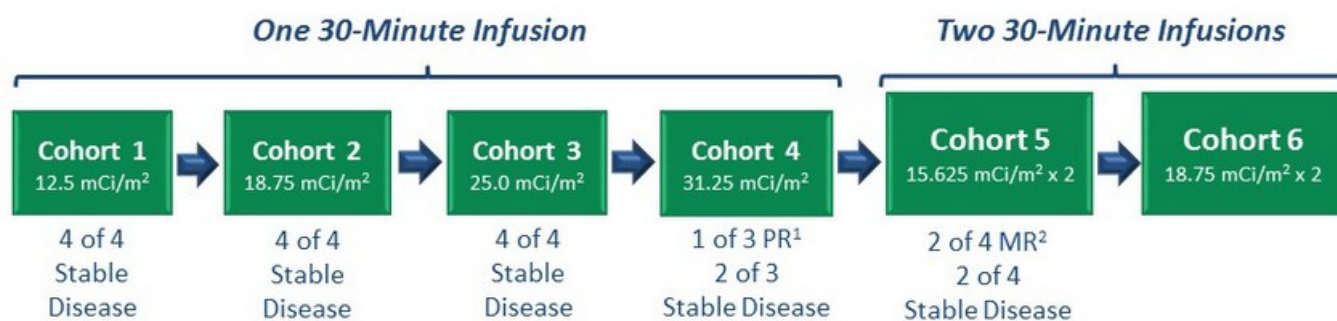 One 30-Minute Infusion
Two 30-Minute Infusions
Cohort 1
12.5 mCi/m²
Cohort 2
18.75 mCi/m²
Cohort 3
25.0 mCi/m²
Cohort 4
31.25 mCi/m²
Cohort 5
15.625 mCi/m² x 2
Cohort 6
18.75 mCi/m² x 2
4 of 4
Stable
Disease
4 of 4
Stable
Disease
4 of 4
Stable
Disease
1 of 3 PR¹
2 of 3
Stable Disease
2 of 4 MR²
2 of 4
Stable Disease